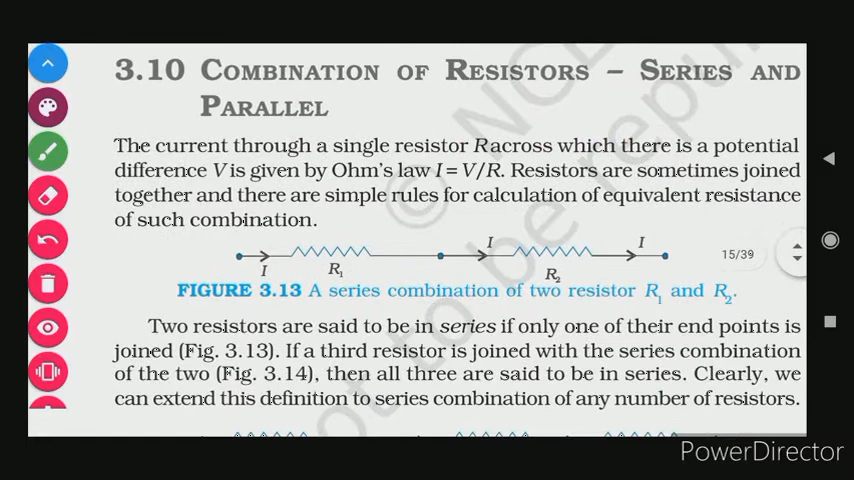 3.10 COMBINATION OF RESISTORS – SERIES AND
PARALLEL
The current through a single resistor R across which there is a potential
difference V is given by Ohm's law I = V/R. Resistors are sometimes joined
together and there are simple rules for calculation of equivalent resistance
of such combination.
I R₁ I R₂ I
15/39
FIGURE 3.13 A series combination of two resistor R₁ and R₂.
Two resistors are said to be in series if only one of their end points is
joined (Fig. 3.13). If a third resistor is joined with the series combination
of the two (Fig. 3.14), then all three are said to be in series. Clearly, we
can extend this definition to series combination of any number of resistors.
© NCE
not to be republ
PowerDirector